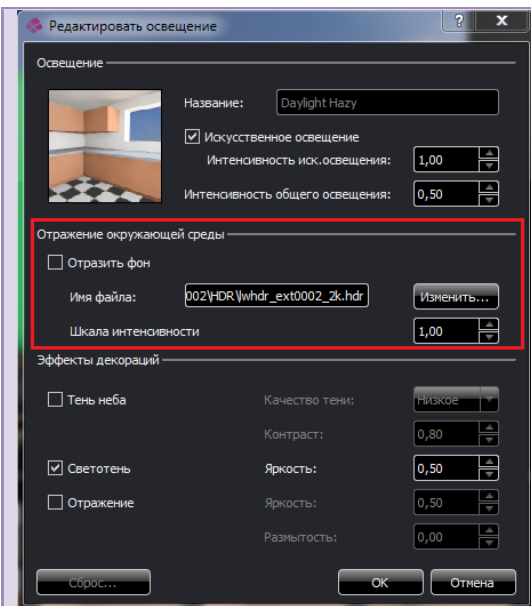 Редактировать освещение
Освещение
Название: Daylight Hazy
Искусственное освещение
Интенсивность иск.освещения: 1,00
Интенсивность общего освещения: 0,50
Отражение окружающей среды
Отразить фон
Имя файла: 002\HDR\lwhdr_ext0002_2k.hdr Изменить...
Шкала интенсивности 1,00
Эффекты декораций
Тень неба Качество тени: Низкое
Контраст: 0,80
Светотень Яркость: 0,50
Отражение Яркость: 0,50
Размытость: 0,00
Сброс... OK Отмена